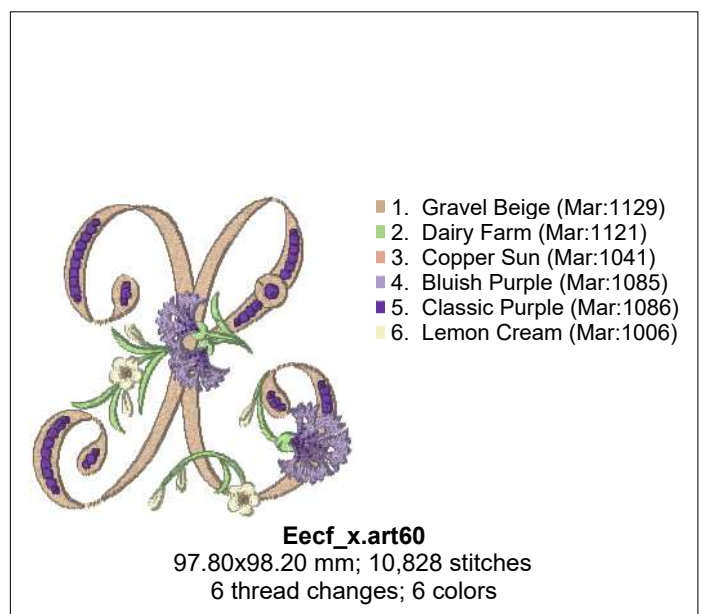 1. Gravel Beige (Mar:1129)
2. Dairy Farm (Mar:1121)
3. Copper Sun (Mar:1041)
4. Bluish Purple (Mar:1085)
5. Classic Purple (Mar:1086)
6. Lemon Cream (Mar:1006)
Eecf_x.art60
97.80x98.20 mm; 10,828 stitches
6 thread changes; 6 colors